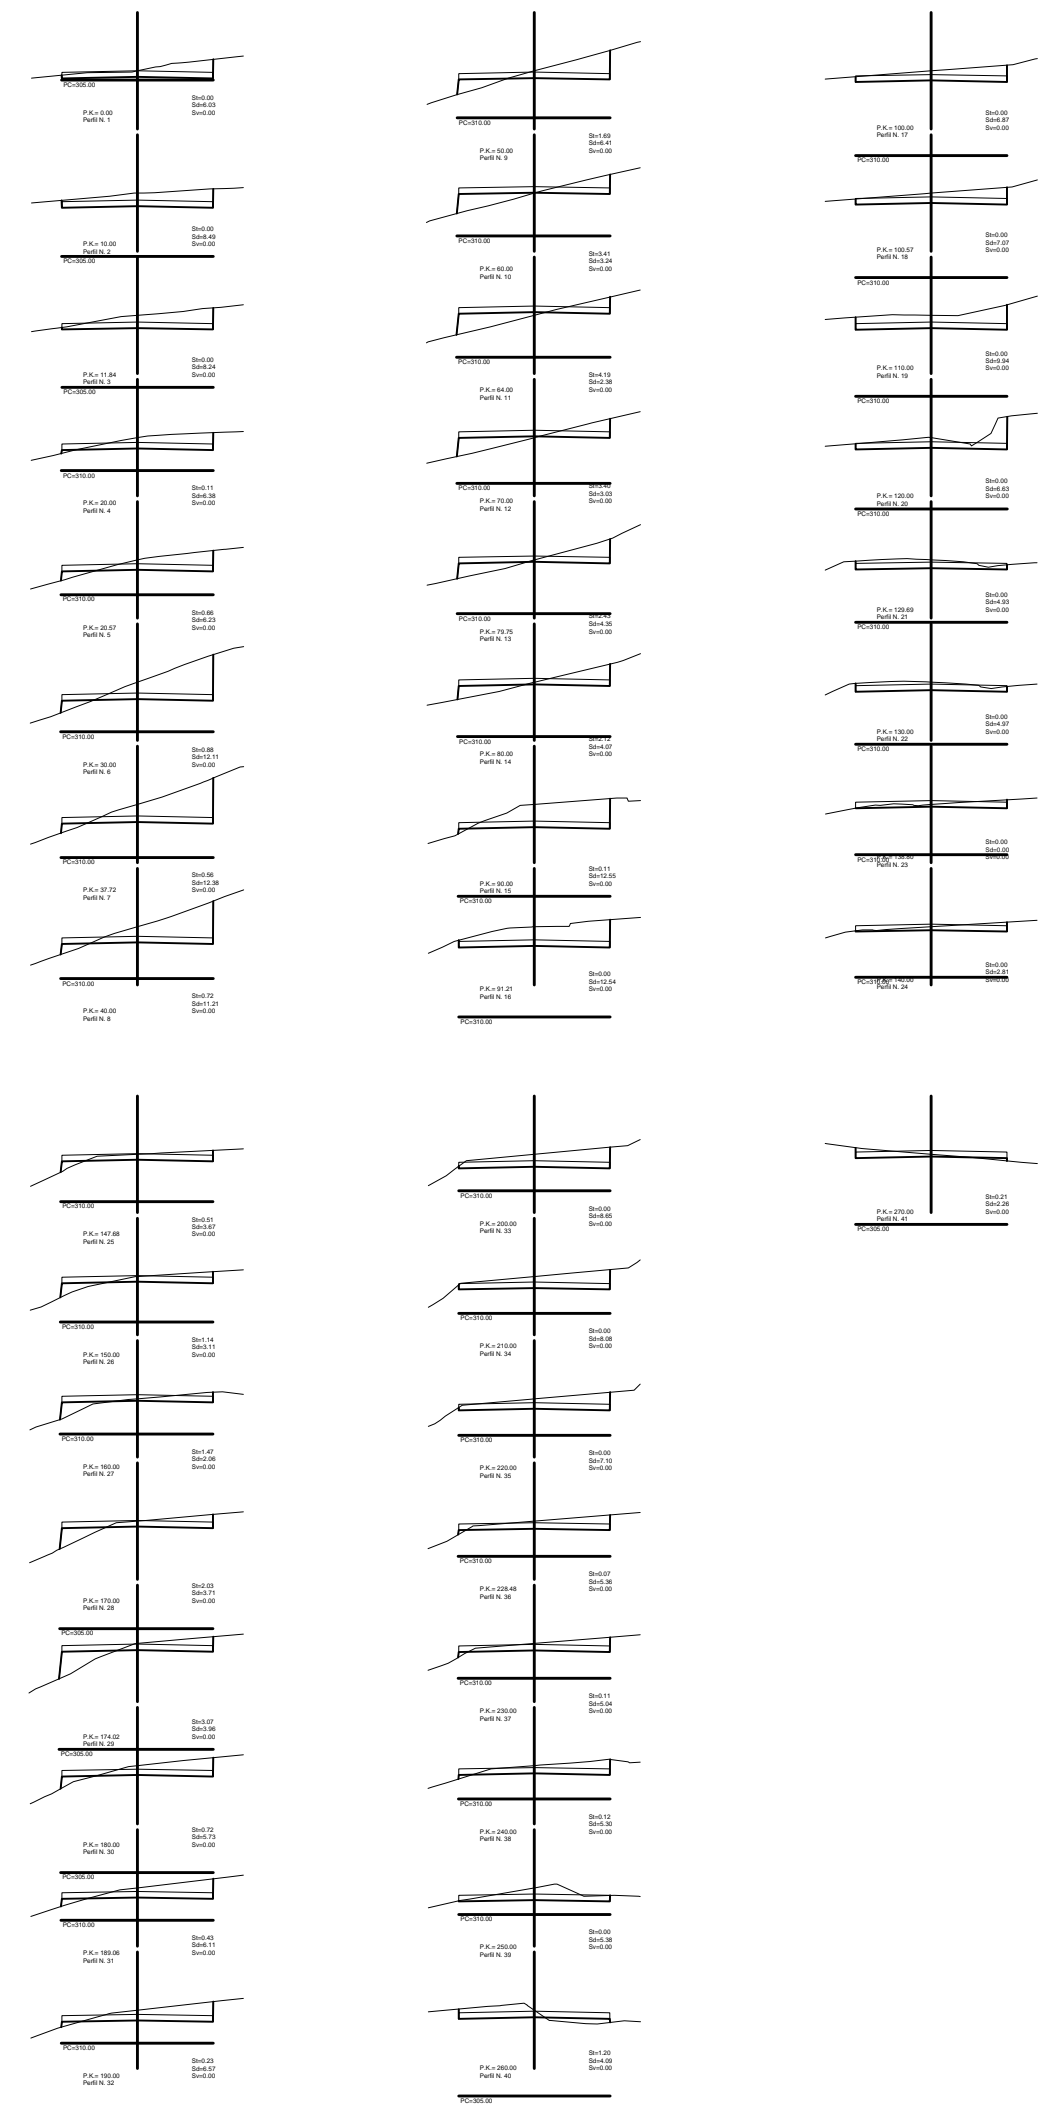 PC=305.00
St=0.00
Sd=6.03
Sv=0.00
P.K.= 0.00
Perfil N. 1
St=0.00
Sd=8.49
Sv=0.00
P.K.= 10.00
Perfil N. 2
PC=305.00
St=0.00
Sd=8.24
Sv=0.00
P.K.= 11.84
Perfil N. 3
PC=305.00
PC=310.00
St=0.11
Sd=6.38
Sv=0.00
P.K.= 20.00
Perfil N. 4
PC=310.00
St=0.66
Sd=6.23
Sv=0.00
P.K.= 20.57
Perfil N. 5
PC=310.00
St=0.88
Sd=12.11
Sv=0.00
P.K.= 30.00
Perfil N. 6
PC=310.00
St=0.56
Sd=12.38
Sv=0.00
P.K.= 37.72
Perfil N. 7
PC=310.00
St=0.72
Sd=11.21
Sv=0.00
P.K.= 40.00
Perfil N. 8
PC=310.00
St=1.69
Sd=6.41
Sv=0.00
P.K.= 50.00
Perfil N. 9
PC=310.00
St=3.41
Sd=3.24
Sv=0.00
P.K.= 60.00
Perfil N. 10
PC=310.00
St=4.19
Sd=2.38
Sv=0.00
P.K.= 64.00
Perfil N. 11
PC=310.00
Sd=3.03
Sv=0.00
P.K.= 70.00
Perfil N. 12
PC=310.00
St=2.43
Sd=4.35
Sv=0.00
P.K.= 79.75
Perfil N. 13
PC=310.00
St=2.12
Sd=4.07
Sv=0.00
P.K.= 80.00
Perfil N. 14
St=0.11
Sd=12.55
Sv=0.00
P.K.= 90.00
Perfil N. 15
PC=310.00
St=0.00
Sd=12.54
Sv=0.00
P.K.= 91.21
Perfil N. 16
PC=310.00
St=0.00
Sd=6.87
Sv=0.00
P.K.= 100.00
Perfil N. 17
PC=310.00
St=0.00
Sd=7.07
Sv=0.00
P.K.= 100.57
Perfil N. 18
PC=310.00
St=0.00
Sd=9.94
Sv=0.00
P.K.= 110.00
Perfil N. 19
PC=310.00
St=0.00
Sd=6.63
Sv=0.00
P.K.= 120.00
Perfil N. 20
PC=310.00
St=0.00
Sd=4.93
Sv=0.00
P.K.= 129.69
Perfil N. 21
PC=310.00
St=0.00
Sd=4.97
Sv=0.00
P.K.= 130.00
Perfil N. 22
PC=310.00
St=0.00
Sd=0.00
Sv=0.00
PC=310.00
Perfil N. 23
St=0.00
Sd=2.81
Sv=0.00
PC=310.00
P.K.= 140.00
Perfil N. 24
PC=310.00
St=0.51
Sd=3.67
Sv=0.00
P.K.= 147.68
Perfil N. 25
PC=310.00
St=1.14
Sd=3.11
Sv=0.00
P.K.= 150.00
Perfil N. 26
PC=310.00
St=1.47
Sd=2.06
Sv=0.00
P.K.= 160.00
Perfil N. 27
St=2.03
Sd=3.71
Sv=0.00
P.K.= 170.00
Perfil N. 28
PC=305.00
St=3.07
Sd=3.96
Sv=0.00
P.K.= 174.02
Perfil N. 29
PC=305.00
St=0.72
Sd=5.73
Sv=0.00
P.K.= 180.00
Perfil N. 30
PC=305.00
PC=310.00
St=0.43
Sd=6.11
Sv=0.00
P.K.= 189.06
Perfil N. 31
PC=310.00
St=0.23
Sd=6.57
Sv=0.00
P.K.= 190.00
Perfil N. 32
PC=310.00
St=0.00
Sd=8.65
Sv=0.00
P.K.= 200.00
Perfil N. 33
PC=310.00
St=0.00
Sd=8.08
Sv=0.00
P.K.= 210.00
Perfil N. 34
PC=310.00
St=0.00
Sd=7.10
Sv=0.00
P.K.= 220.00
Perfil N. 35
PC=310.00
St=0.07
Sd=5.36
Sv=0.00
P.K.= 228.48
Perfil N. 36
PC=310.00
St=0.11
Sd=5.04
Sv=0.00
P.K.= 230.00
Perfil N. 37
PC=310.00
St=0.12
Sd=5.30
Sv=0.00
P.K.= 240.00
Perfil N. 38
PC=310.00
St=0.00
Sd=5.38
Sv=0.00
P.K.= 250.00
Perfil N. 39
St=1.20
Sd=4.09
Sv=0.00
P.K.= 260.00
Perfil N. 40
PC=305.00
St=0.21
Sd=2.26
Sv=0.00
P.K.= 270.00
Perfil N. 41
PC=305.00